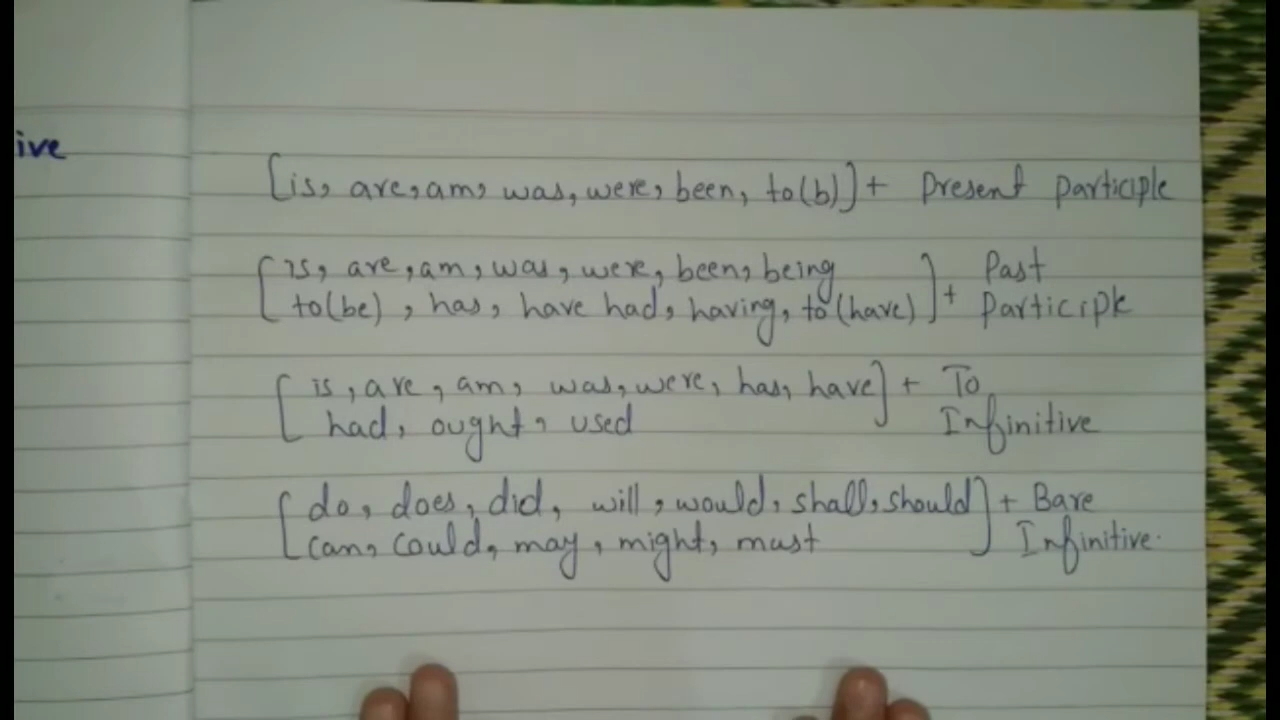 ive
[is, are, am, was, were, been, to(b)] + Present participle
[is, are, am, was, were, been, being
to(be), has, have had, having, to(have)] + Past Participle
[is, are, am, was, were, has, have
had, ought, used] + To Infinitive
[do, does, did, will, would, shall, should
can, could, may, might, must] + Bare Infinitive.